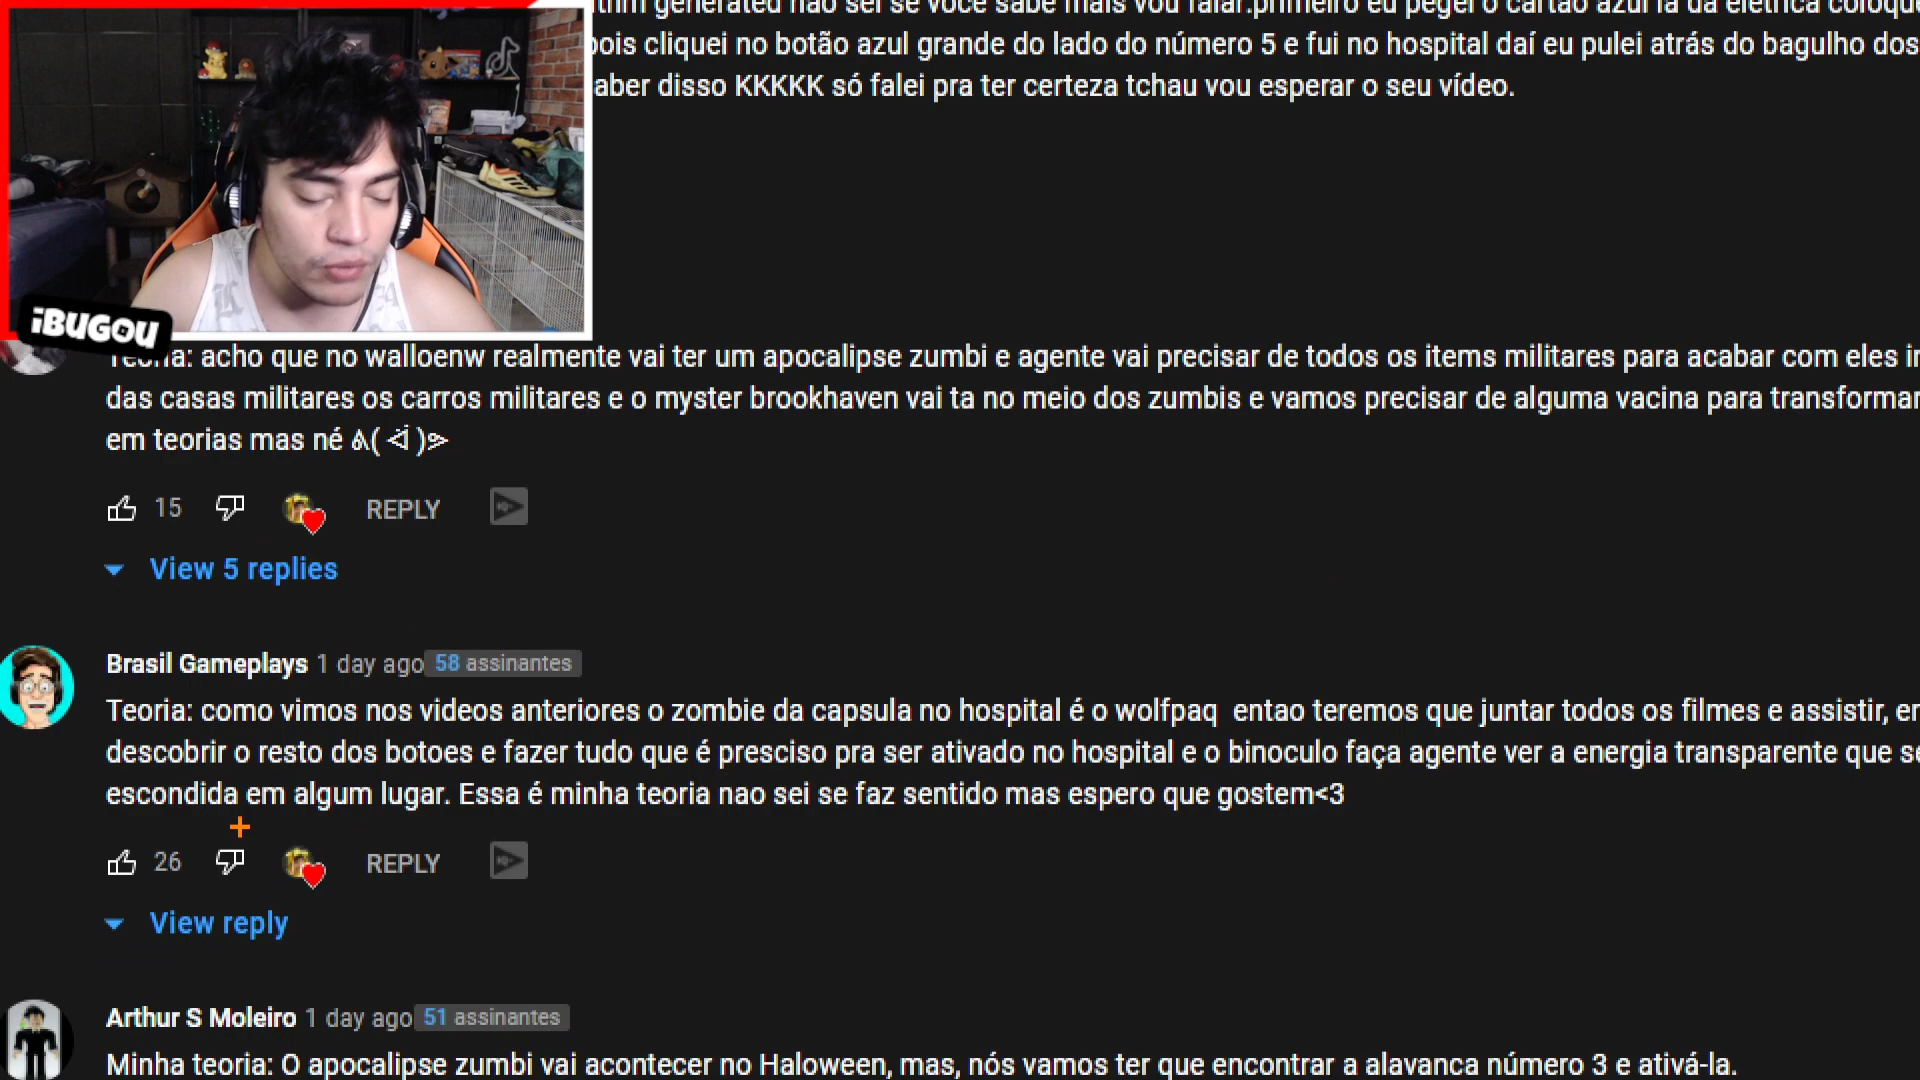 generated não sei se você sabe mais vou falar.primeiro eu peguei o cartão azul la da elétrica
cliquei no botão azul grande do lado do número 5 e fui no hospital daí eu pulei atrás do bagulho dos
disso KKKKK só falei pra ter certeza tchau vou esperar o seu vídeo.
iBUGOU
Teoria: acho que no walloenw realmente vai ter um apocalipse zumbi e agente vai precisar de todos os items militares para acabar com eles
das casas militares os carros militares e o myster brookhaven vai ta no meio dos zumbis e vamos precisar de alguma vacina para transformar
em teorias mas né
15 REPLY
View 5 replies
Brasil Gameplays 1 day ago 58 assinantes
Teoria: como vimos nos videos anteriores o zombie da capsula no hospital é o wolfpaq entao teremos que juntar todos os filmes e assistir,
descobrir o resto dos botoes e fazer tudo que é presciso pra ser ativado no hospital e o binoculo faça agente ver a energia transparente que
escondida em algum lugar. Essa é minha teoria nao sei se faz sentido mas espero que gostem<3
26 REPLY
View reply
Arthur S Moleiro 1 day ago 51 assinantes
Minha teoria: O apocalipse zumbi vai acontecer no Haloween, mas, nós vamos ter que encontrar a alavanca número 3 e ativá-la.